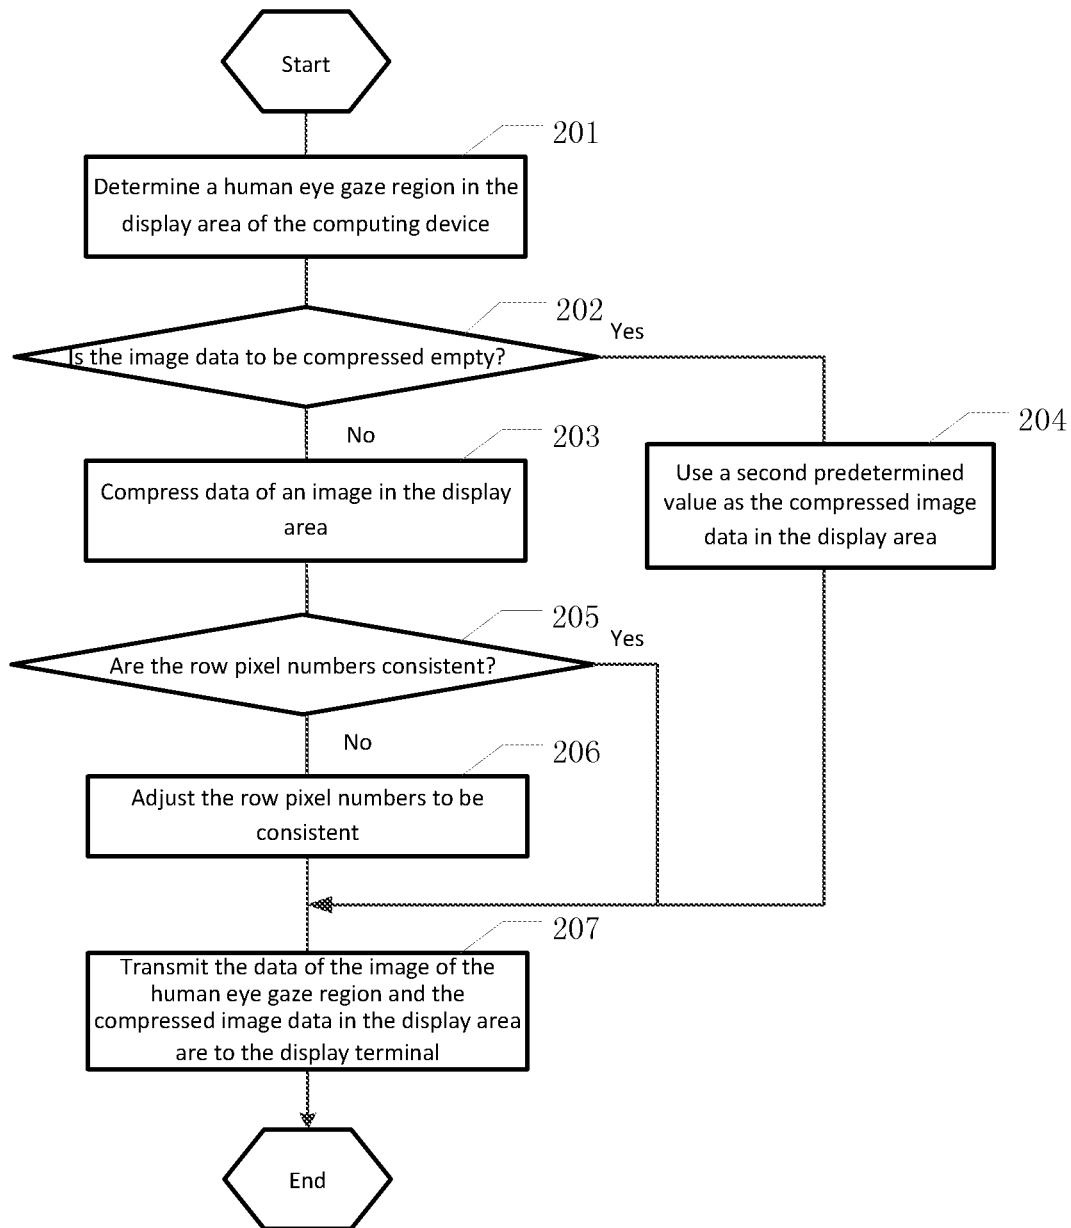 Start
201
Determine a human eye gaze region in the
display area of the computing device
202
Yes
Is the image data to be compressed empty?
No
203
204
Compress data of an image in the display
area
Use a second predetermined
value as the compressed image
data in the display area
205
Yes
Are the row pixel numbers consistent?
No
206
Adjust the row pixel numbers to be
consistent
207
Transmit the data of the image of the
human eye gaze region and the
compressed image data in the display area
are to the display terminal
End